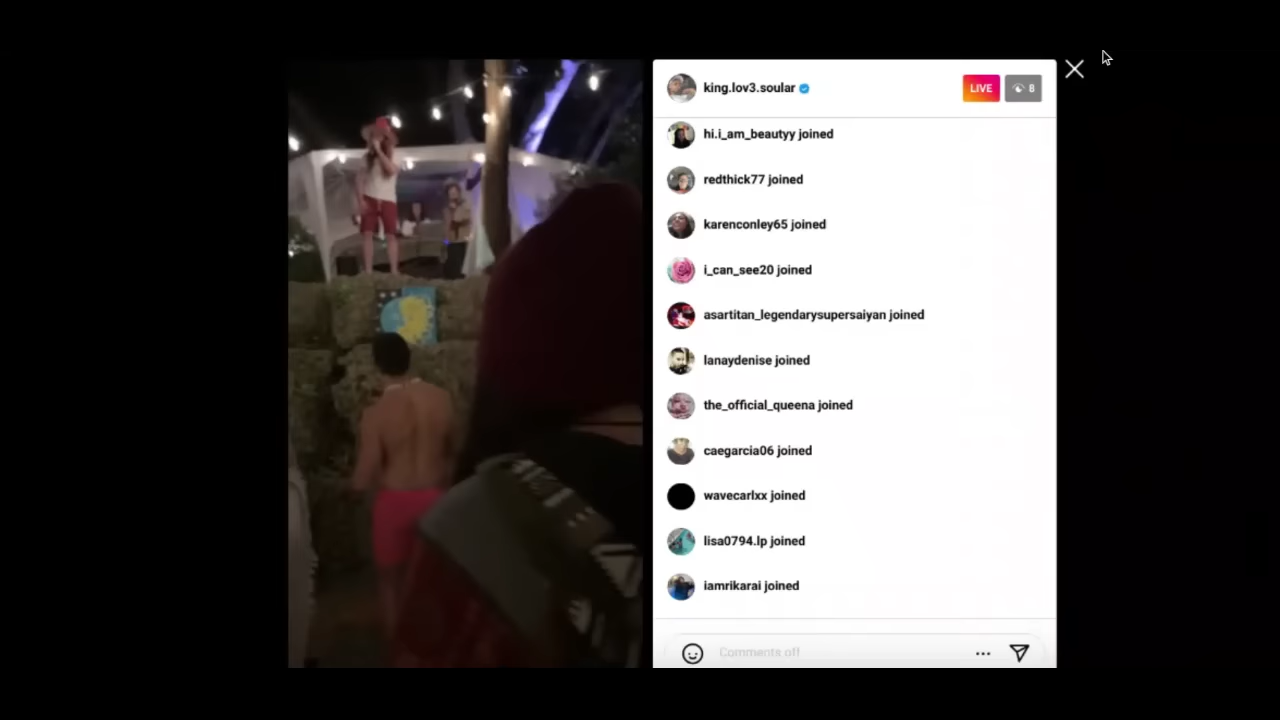 king.lov3.soular
LIVE 8
hi.i_am_beautyy joined
redthick77 joined
karenconley65 joined
i_can_see20 joined
asartitan_legendarysupersaiyan joined
lanaydenise joined
the_official_queena joined
caegarcia06 joined
wavecarlxx joined
lisa0794.lp joined
iamrikarai joined
Comments off